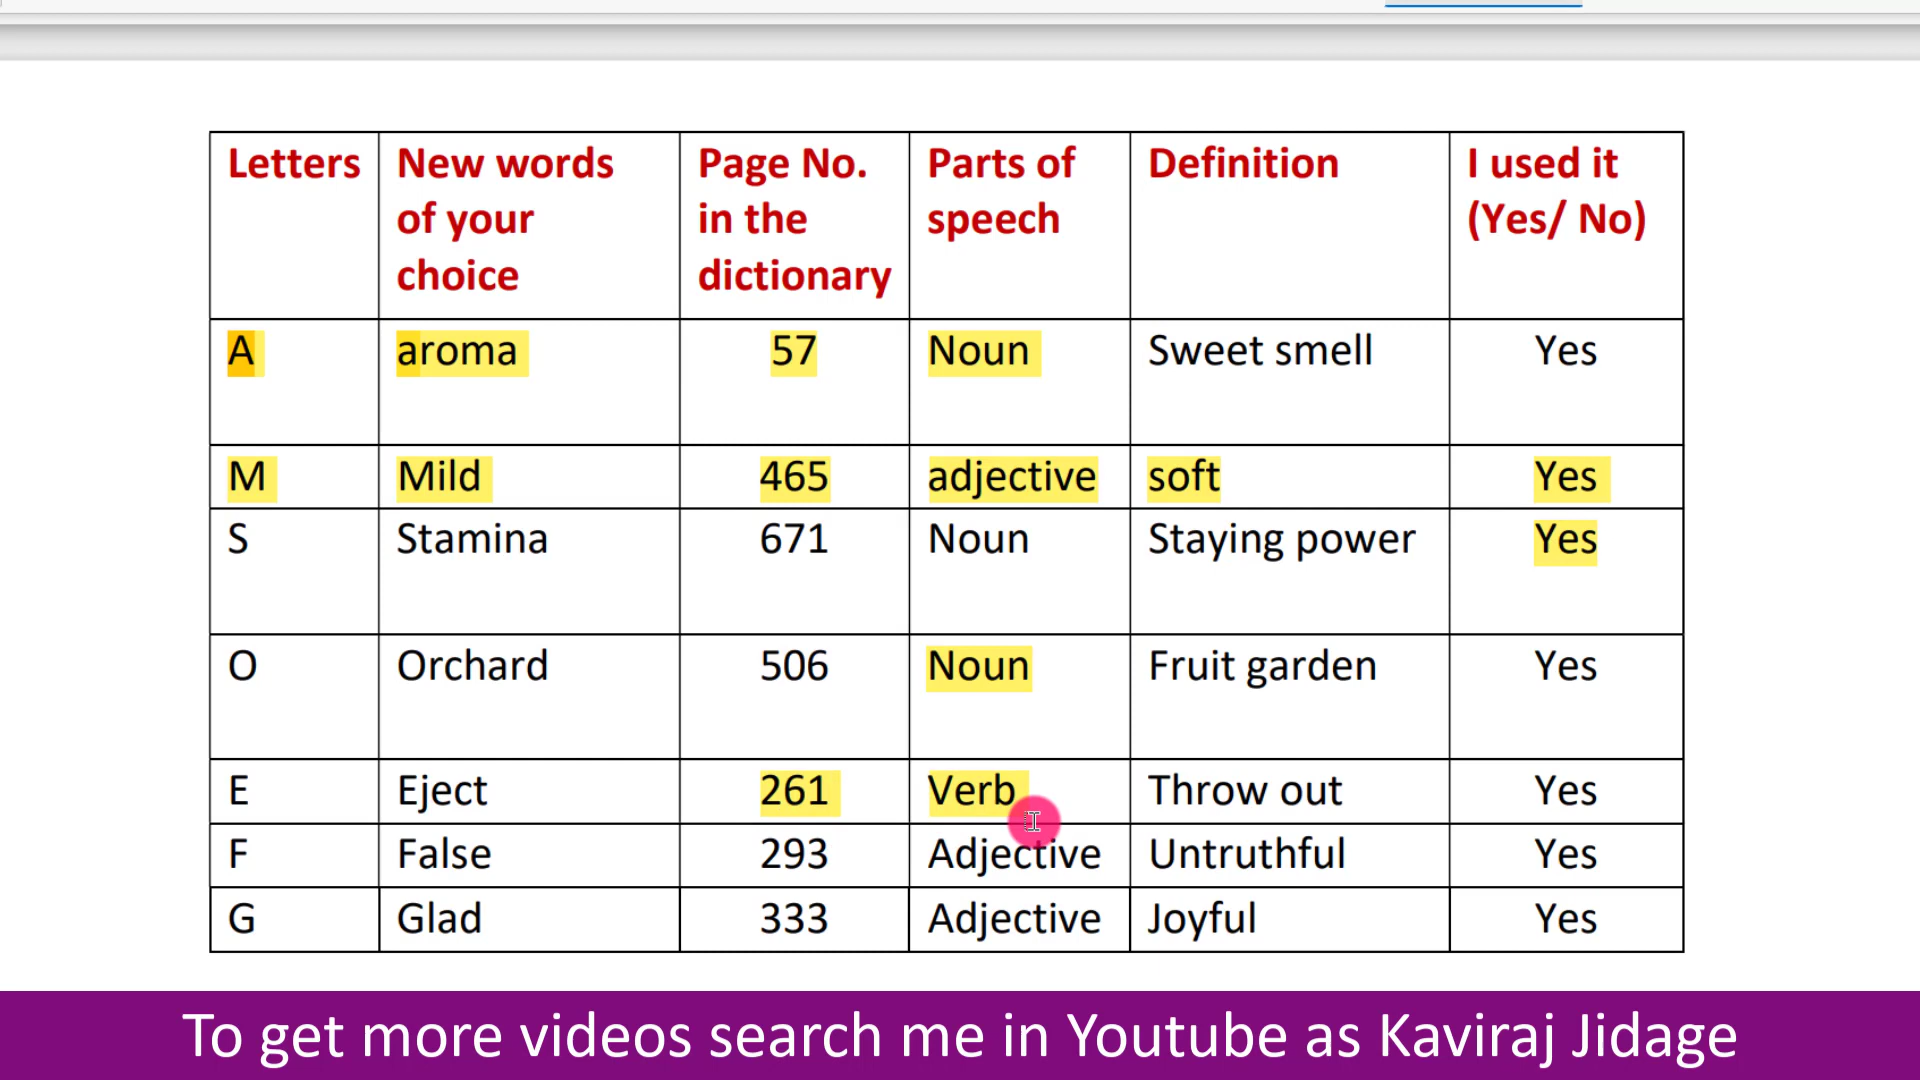 Letters New words of your choice Page No. in the dictionary Parts of speech Definition I used it (Yes/ No)
A aroma 57 Noun Sweet smell Yes
M Mild 465 adjective soft Yes
S Stamina 671 Noun Staying power Yes
O Orchard 506 Noun Fruit garden Yes
E Eject 261 Verb Throw out Yes
F False 293 Adjective Untruthful Yes
G Glad 333 Adjective Joyful Yes
To get more videos search me in Youtube as Kaviraj Jidage